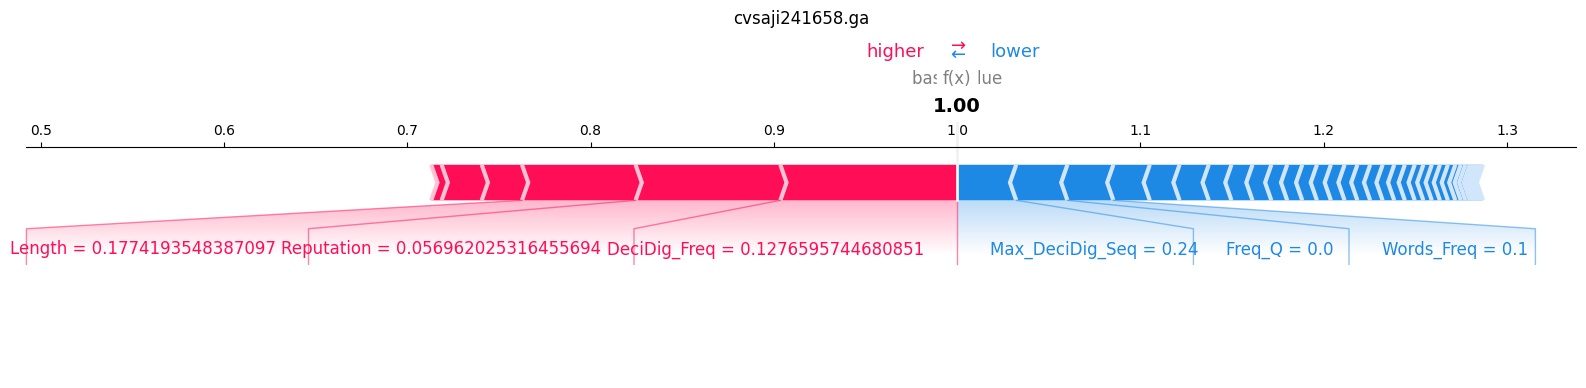 cvsaji241658.ga
higher → ← lower
bas f(x) lue
1.00
0.5 0.6 0.7 0.8 0.9 1 0 1.1 1.2 1.3
Length = 0.1774193548387097 Reputation = 0.056962025316455694 DeciDig_Freq = 0.1276595744680851 Max_DeciDig_Seq = 0.24 Freq_Q = 0.0 Words_Freq = 0.1